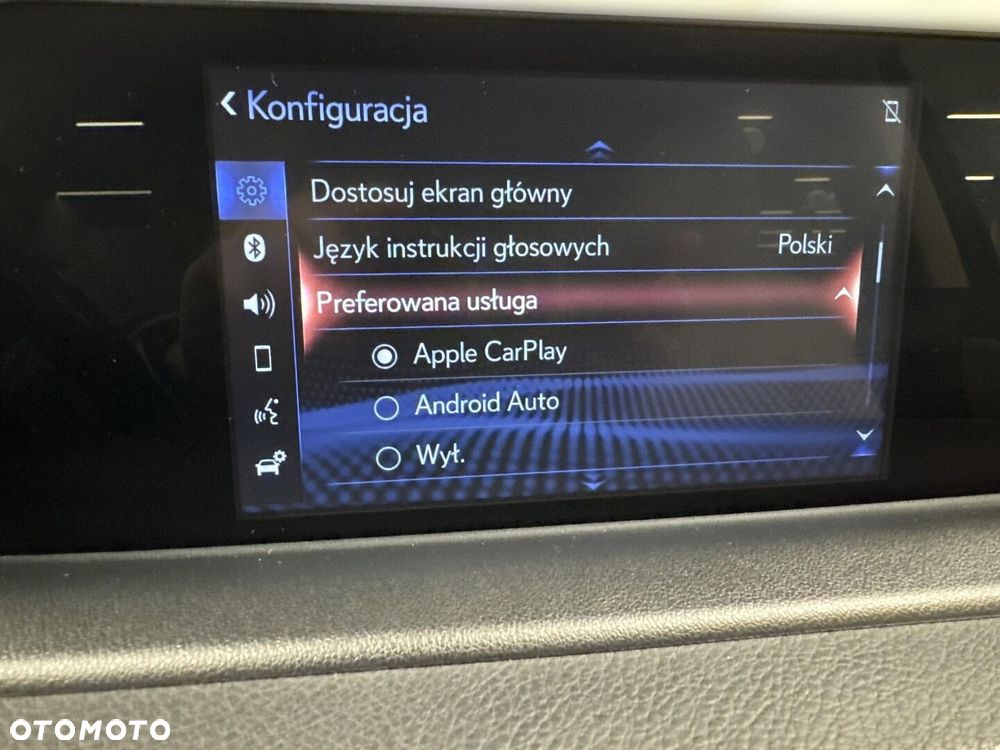 Konfiguracja
Dostosuj ekran główny
Język instrukcji głosowych Polski
Preferowana usługa
Apple CarPlay
Android Auto
Wył.
OTOMOTO